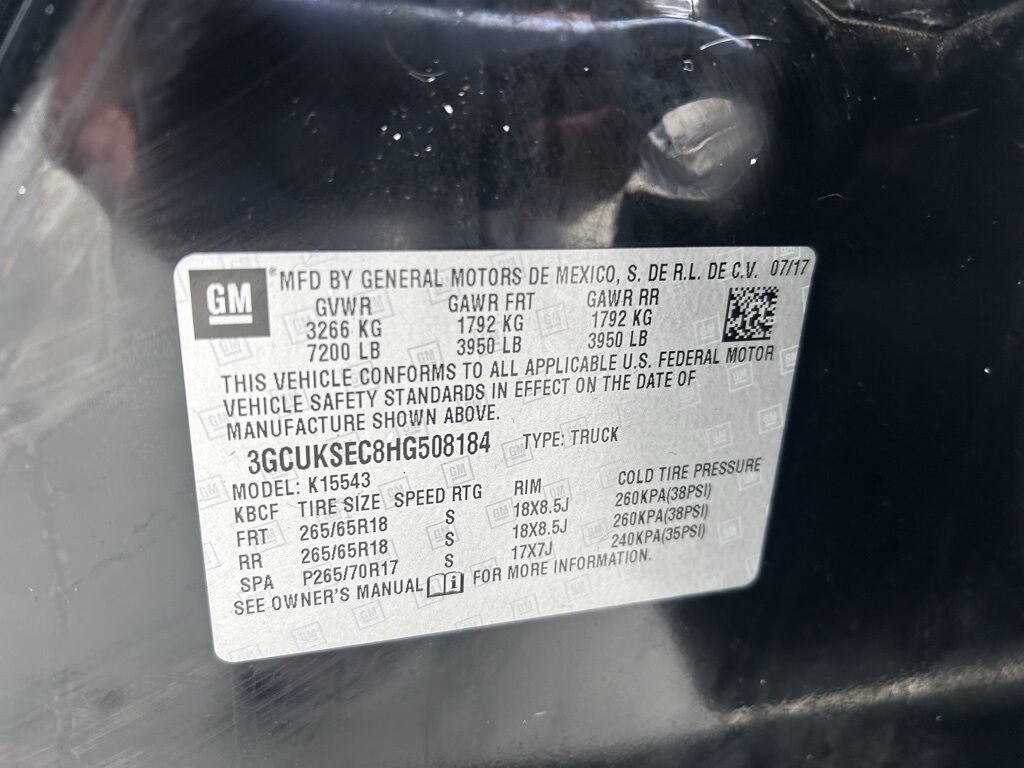 GM ® MFD BY GENERAL MOTORS DE MEXICO, S. DE R.L. DE C.V. 07/17
GVWR GAWR FRT GAWR RR
3266 KG 1792 KG 1792 KG
7200 LB 3950 LB 3950 LB
THIS VEHICLE CONFORMS TO ALL APPLICABLE U.S. FEDERAL MOTOR
VEHICLE SAFETY STANDARDS IN EFFECT ON THE DATE OF
MANUFACTURE SHOWN ABOVE.
3GCUKSEC8HG508184 TYPE: TRUCK
MODEL: K15543
KBCF TIRE SIZE SPEED RTG RIM COLD TIRE PRESSURE
FRT 265/65R18 S 18X8.5J 260KPA(38PSI)
RR 265/65R18 S 18X8.5J 260KPA(38PSI)
SPA P265/70R17 S 17X7J 240KPA(35PSI)
SEE OWNER'S MANUAL i FOR MORE INFORMATION.